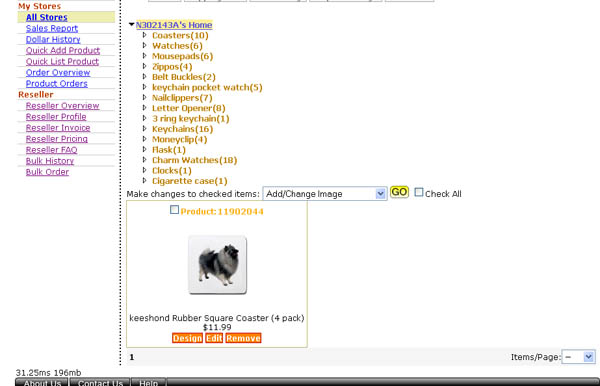 My Stores
All Stores
Sales Report
Dollar History
Quick Add Product
Quick List Product
Order Overview
Product Orders
Reseller
Reseller Overview
Reseller Profile
Reseller Invoice
Reseller Pricing
Reseller FAQ
Bulk History
Bulk Order
N302143A's Home
Coasters(10)
Watches(6)
Mousepads(6)
Zippos(4)
Belt Buckles(2)
keychain pocket watch(5)
Nailclippers(7)
Letter Opener(8)
3 ring keychain(1)
Keychains(16)
Moneyclip(4)
Flask(1)
Charm Watches(18)
Clocks(1)
Cigarette case(1)
Make changes to checked items: Add/Change Image GO Check All
Product:11902044
keeshond Rubber Square Coaster (4 pack)
$11.99
Design Edit Remove
1 Items/Page: --
31.25ms 196mb
About Us Contact Us Help